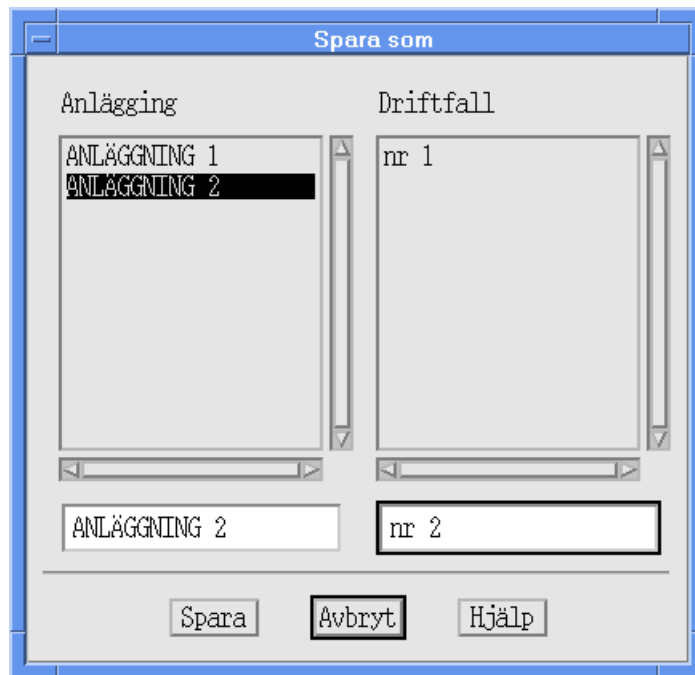 Spara som
Anlägging
Driftfall
ANLÄGGNING 1
ANLÄGGNING 2
nr 1
ANLÄGGNING 2
nr 2
Spara
Avbryt
Hjälp